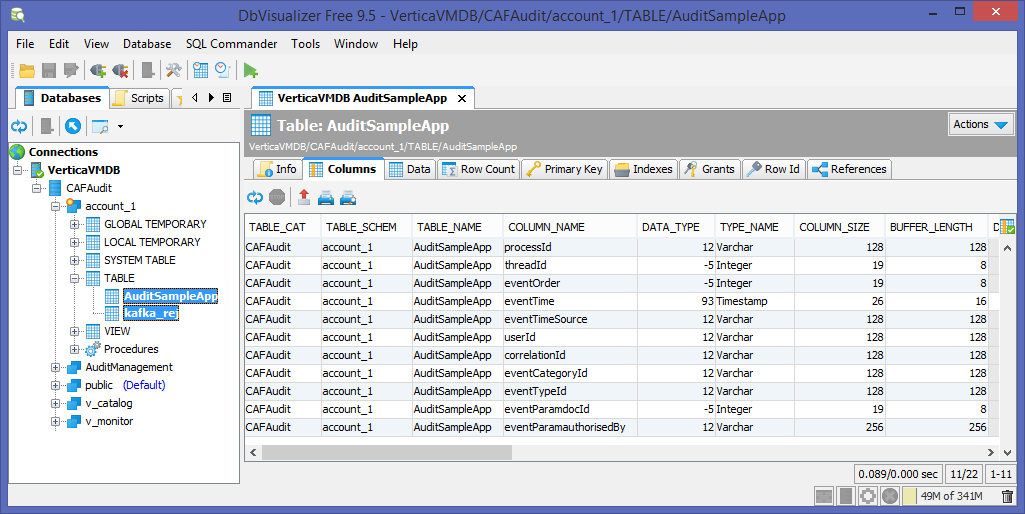 DbVisualizer Free 9.5 - VerticaVMDB/CAFAudit/account_1/TABLE/AuditSampleApp
File Edit View Database SQL Commander Tools Window Help
Databases Scripts
VerticaVMDB AuditSampleApp
Table: AuditSampleApp
VerticaVMDB/CAFAudit/account_1/TABLE/AuditSampleApp
Actions
Info Columns Data Row Count Primary Key Indexes Grants Row Id References
Connections
VerticaVMDB
CAFAudit
account_1
GLOBAL TEMPORARY
LOCAL TEMPORARY
SYSTEM TABLE
TABLE
AuditSampleApp
kafka_rej
VIEW
Procedures
AuditManagement
public (Default)
v_catalog
v_monitor
TABLE_CAT TABLE_SCHEM TABLE_NAME COLUMN_NAME DATA_TYPE TYPE_NAME COLUMN_SIZE BUFFER_LENGTH D
CAFAudit account_1 AuditSampleApp processId 12 Varchar 128 128
CAFAudit account_1 AuditSampleApp threadId -5 Integer 19 8
CAFAudit account_1 AuditSampleApp eventOrder -5 Integer 19 8
CAFAudit account_1 AuditSampleApp eventTime 93 Timestamp 26 16
CAFAudit account_1 AuditSampleApp eventTimeSource 12 Varchar 128 128
CAFAudit account_1 AuditSampleApp userId 12 Varchar 128 128
CAFAudit account_1 AuditSampleApp correlationId 12 Varchar 128 128
CAFAudit account_1 AuditSampleApp eventCategoryId 12 Varchar 128 128
CAFAudit account_1 AuditSampleApp eventTypeId 12 Varchar 128 128
CAFAudit account_1 AuditSampleApp eventParamdocId -5 Integer 19 8
CAFAudit account_1 AuditSampleApp eventParamauthorisedBy 12 Varchar 256 256
0.089/0.000 sec 11/22 1-11
49M of 341M